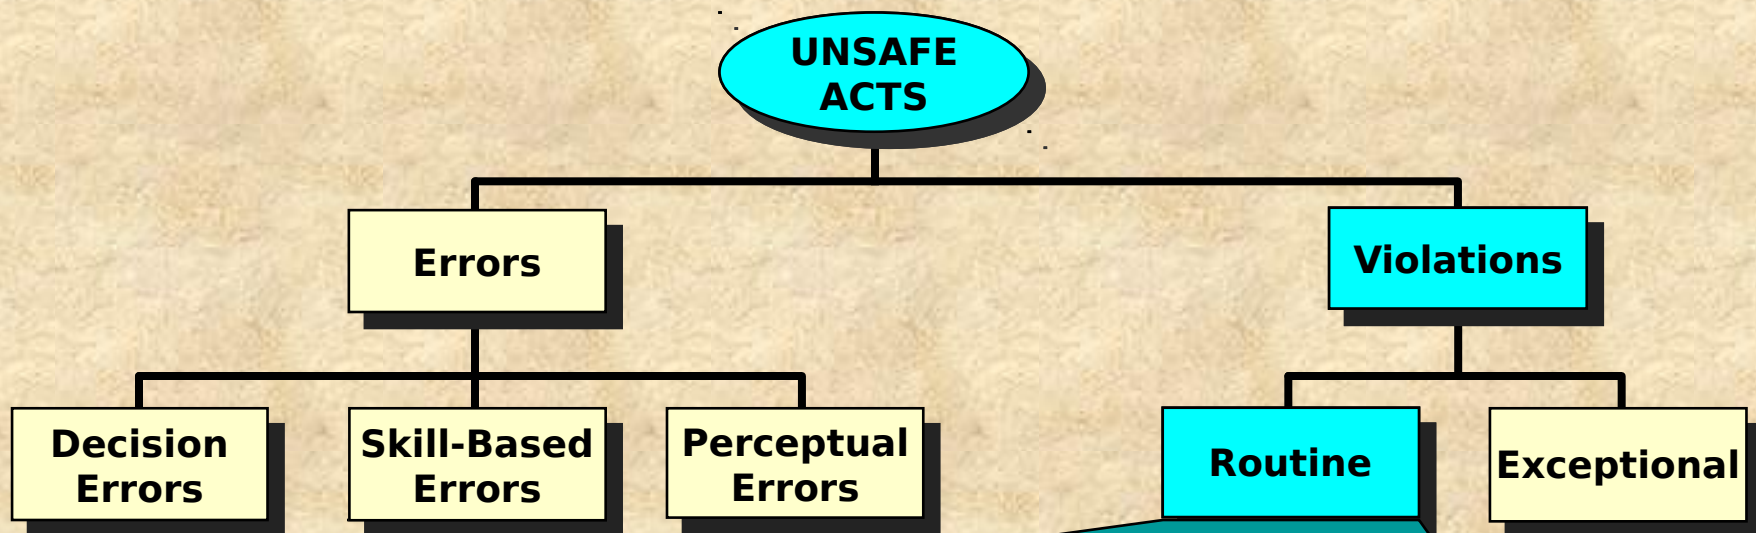 UNSAFE
ACTS
Errors
Violations
Decision
Errors
Skill-Based
Errors
Perceptual
Errors
Routine
Exceptional